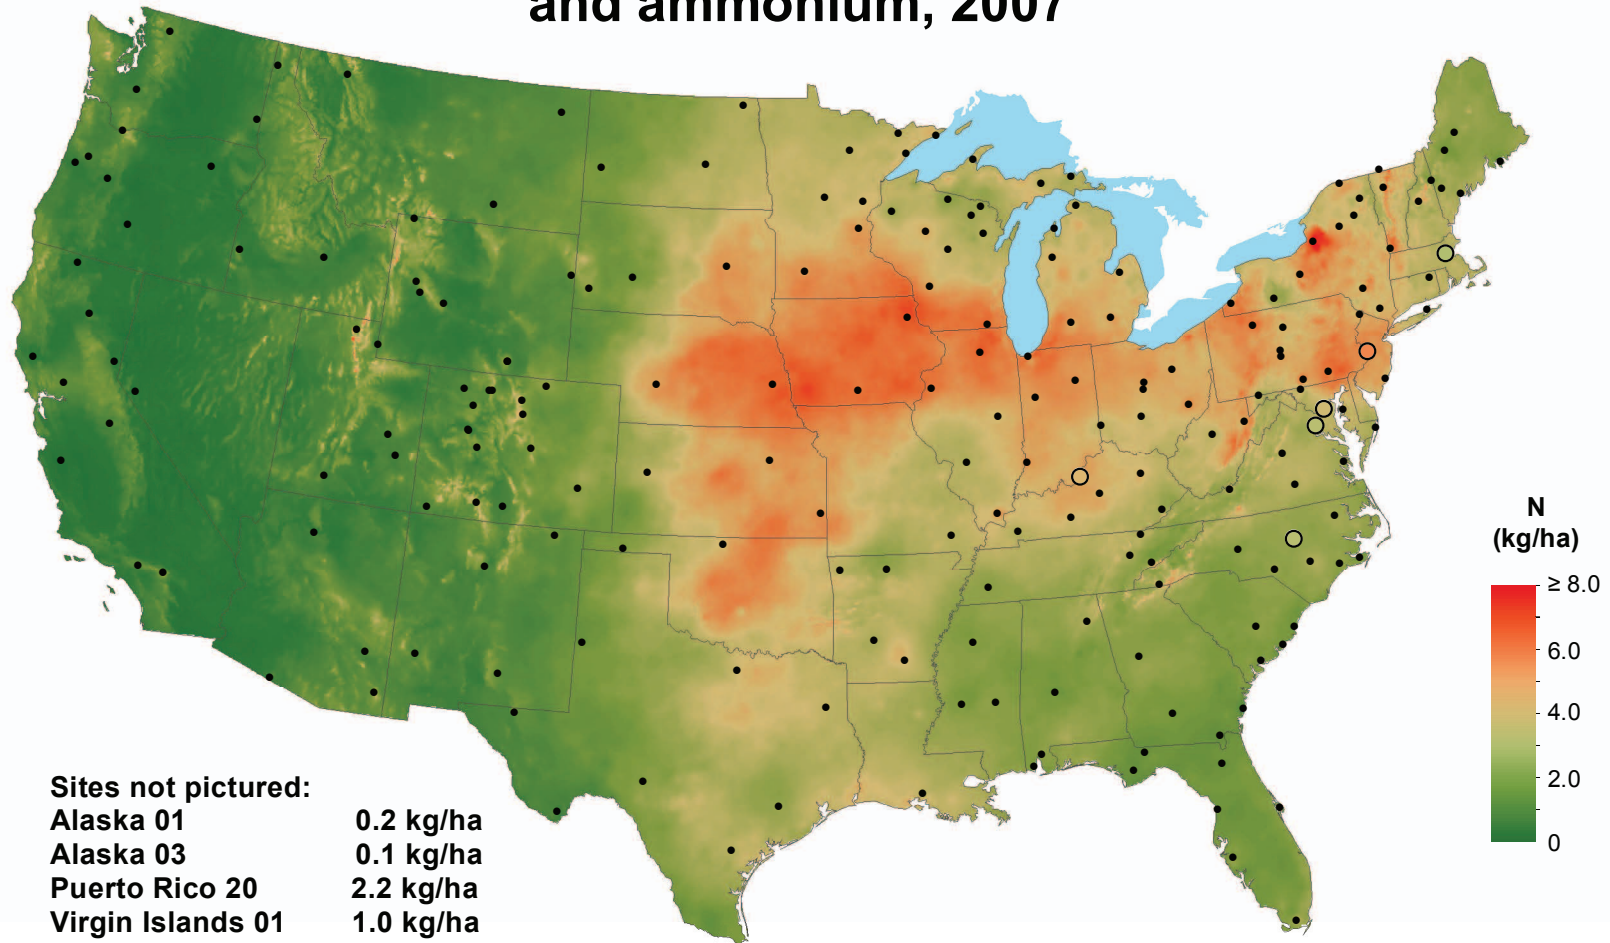 and ammonium, 2007
N
(kg/ha)
≥ 8.0
6.0
4.0
2.0
0
Sites not pictured:
Alaska 01 0.2 kg/ha
Alaska 03 0.1 kg/ha
Puerto Rico 20 2.2 kg/ha
Virgin Islands 01 1.0 kg/ha